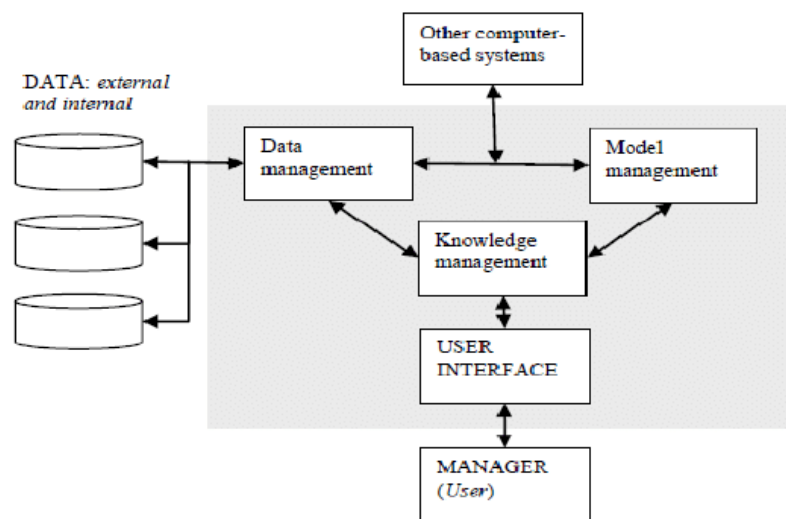 Other computer-
based systems
DATA: external
and internal
Data
management
Model
management
Knowledge
management
USER
INTERFACE
MANAGER
(User)